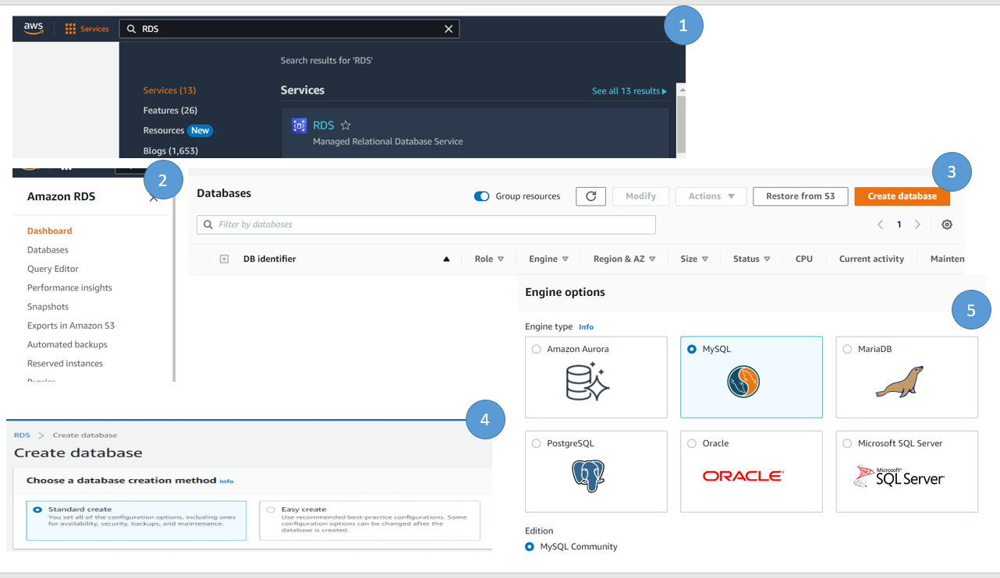 aws
Services
RDS
1
Search results for 'RDS'
Services (13)
Features (26)
Resources New
Blogs (1,653)
Services
See all 13 results
RDS
Managed Relational Database Service
2
Amazon RDS
Dashboard
Databases
Query Editor
Performance insights
Snapshots
Exports in Amazon S3
Automated backups
Reserved instances
3
Databases
Group resources
Modify
Actions
Restore from S3
Create database
Filter by databases
1
DB identifier
Role
Engine
Region & AZ
Size
Status
CPU
Current activity
Mainten
4
RDS > Create database
Create database
Choose a database creation method Info
Standard create
You set all of the configuration options, including ones
for availability, security, backups, and maintenance.
Easy create
Use recommended best-practice configurations. Some
configuration options can be changed after the
database is created.
5
Engine options
Engine type Info
Amazon Aurora
MySQL
MariaDB
PostgreSQL
Oracle
ORACLE
Microsoft SQL Server
Microsoft
SQL Server
Edition
MySQL Community